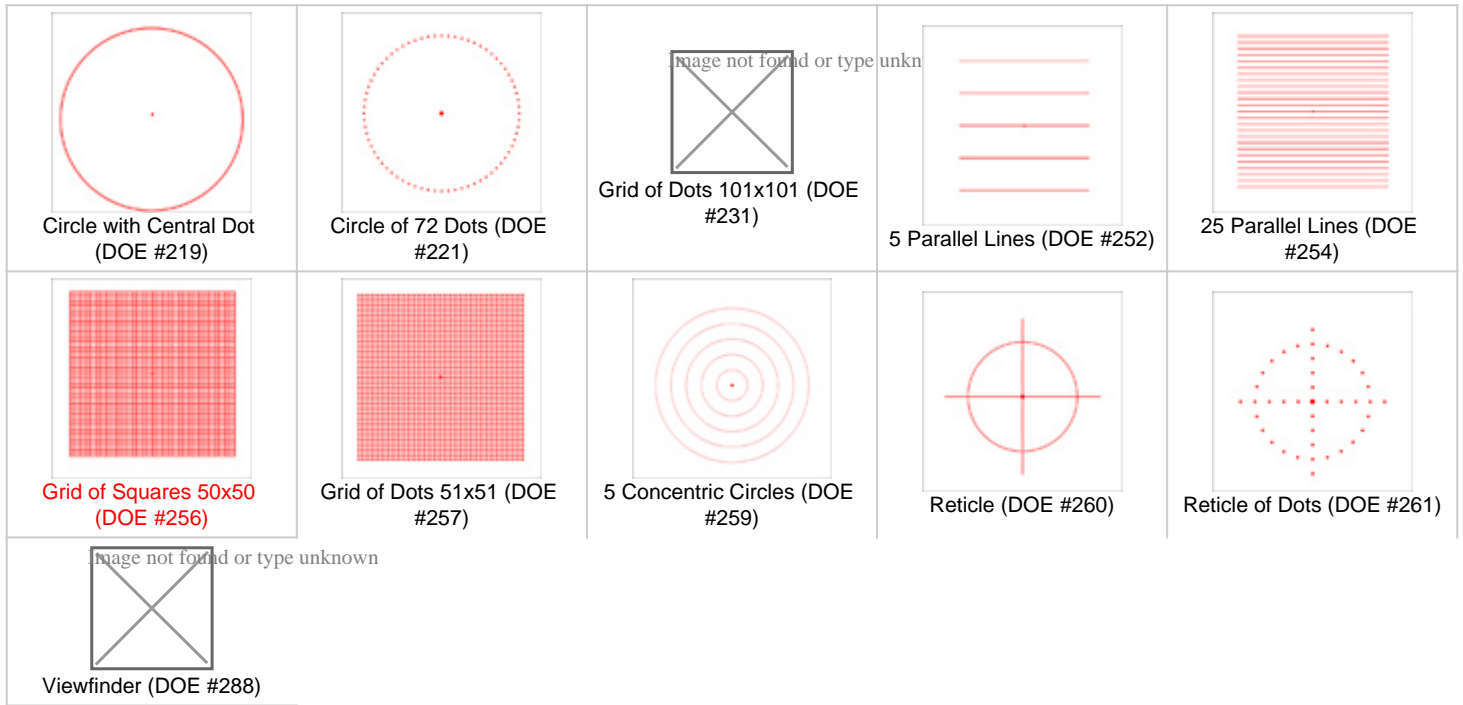 Circle with Central Dot
(DOE #219)
Circle of 72 Dots (DOE
#221)
Image not found or type unkn
Grid of Dots 101x101 (DOE
#231)
5 Parallel Lines (DOE #252)
25 Parallel Lines (DOE
#254)
Grid of Squares 50x50
(DOE #256)
Grid of Dots 51x51 (DOE
#257)
5 Concentric Circles (DOE
#259)
Reticle (DOE #260)
Reticle of Dots (DOE #261)
Image not found or type unknown
Viewfinder (DOE #288)